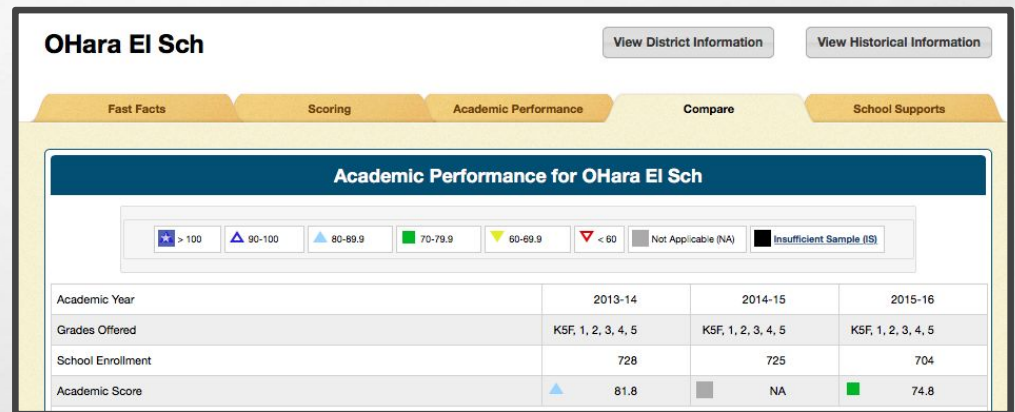 OHara El Sch
View District Information
View Historical Information
Fast Facts
Scoring
Academic Performance
Compare
School Supports
Academic Performance for OHara El Sch
> 100 90-100 80-89.9 70-79.9 60-69.9 < 60 Not Applicable (NA) Insufficient Sample (IS)
Academic Year 2013-14 2014-15 2015-16
Grades Offered K5F, 1, 2, 3, 4, 5 K5F, 1, 2, 3, 4, 5 K5F, 1, 2, 3, 4, 5
School Enrollment 728 725 704
Academic Score 81.8 NA 74.8